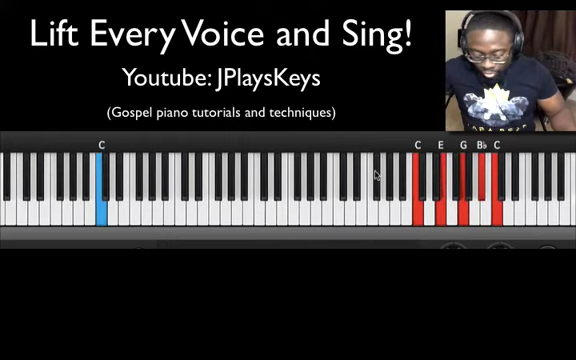 Lift Every Voice and Sing!
Youtube: JPlaysKeys
(Gospel piano tutorials and techniques)
C C E G B♭ C